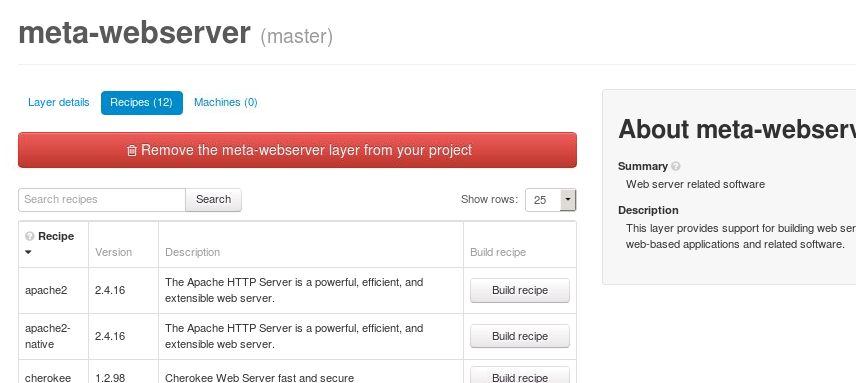 meta-webserver (master)
Layer details Recipes (12) Machines (0)
Remove the meta-webserver layer from your project
Search recipes Search Show rows: 25
Recipe Version Description Build recipe
apache2 2.4.16 The Apache HTTP Server is a powerful, efficient, and
extensible web server. Build recipe
apache2-
native 2.4.16 The Apache HTTP Server is a powerful, efficient, and
extensible web server. Build recipe
cherokee 1.2.98 Cherokee Web Server fast and secure Build recipe
About meta-webserv
Summary
Web server related software
Description
This layer provides support for building web ser
web-based applications and related software.